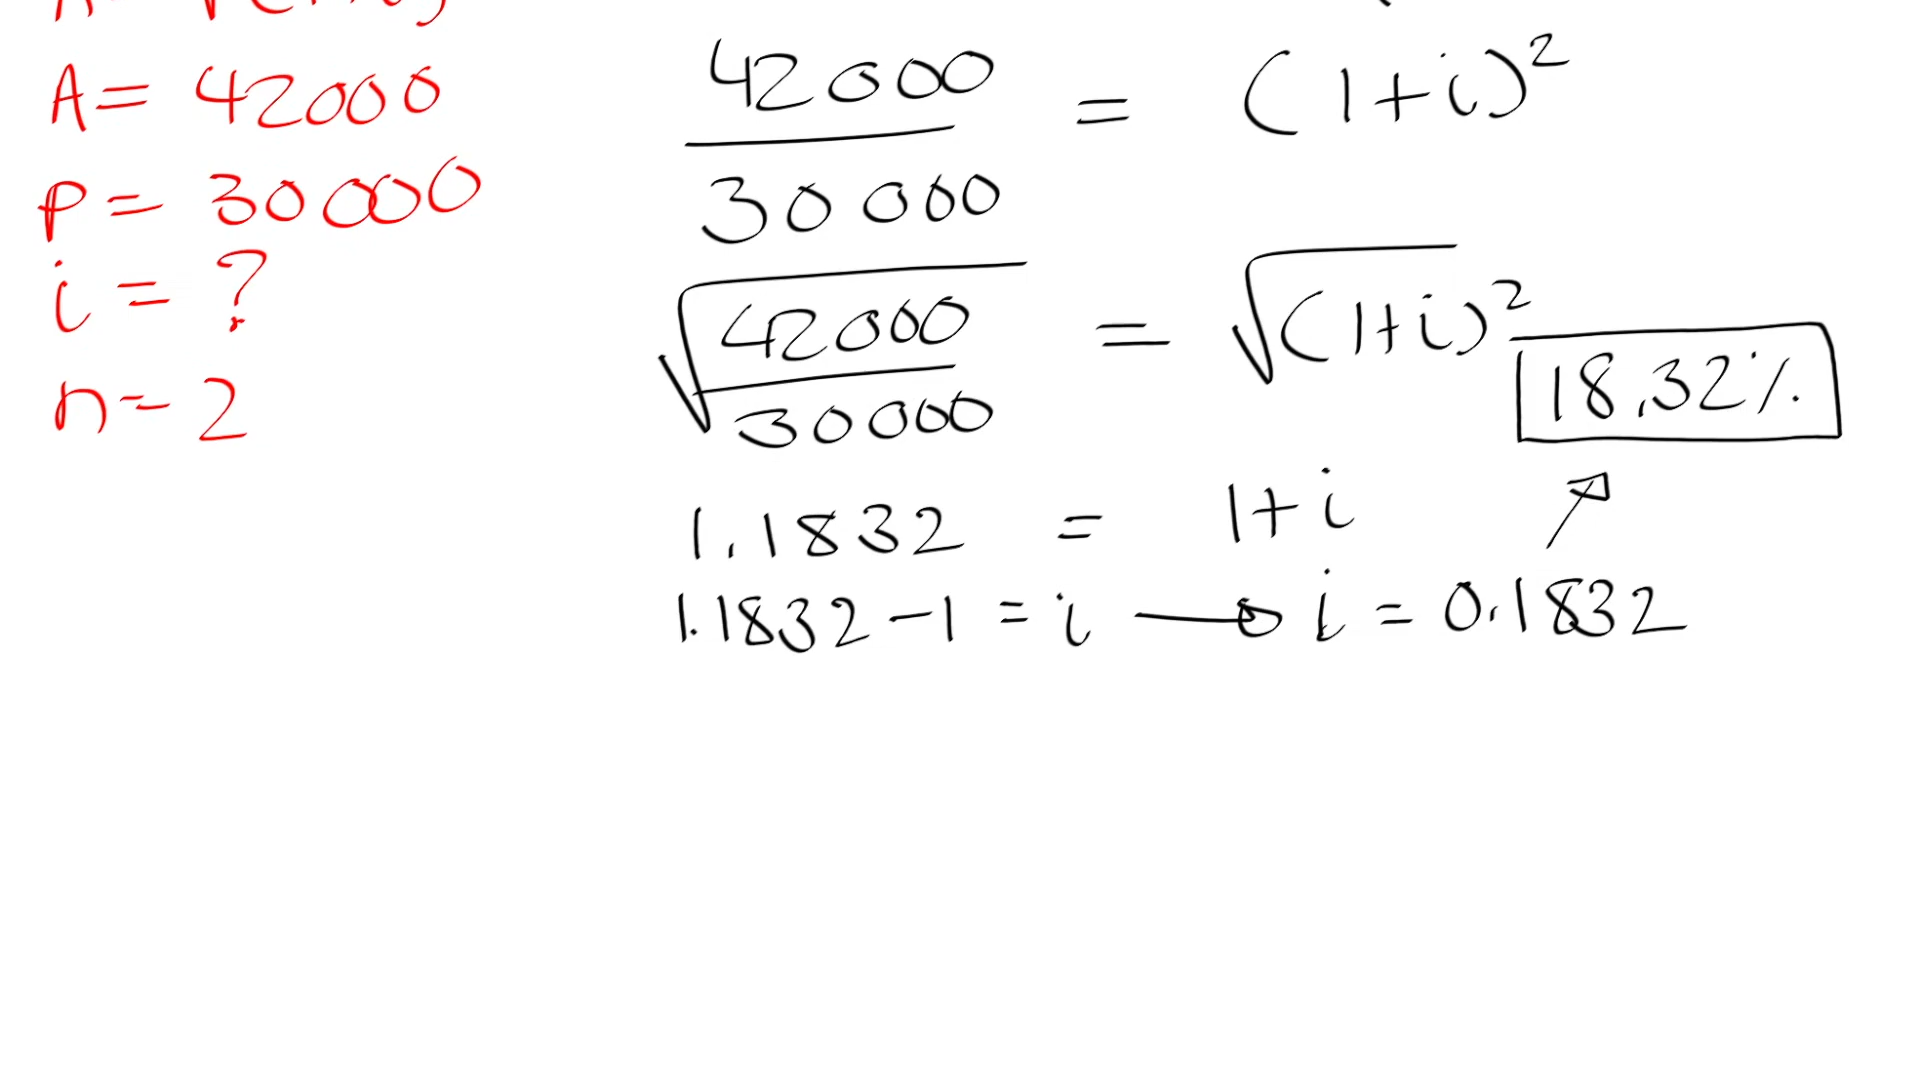 A = 42000
P = 30000
i = ?
n = 2
42000 / 30000 = (1+i)²
√(42000 / 30000) = √(1+i)²
18.32%
1.1832 = 1+i
1.1832 - 1 = i → i = 0.1832